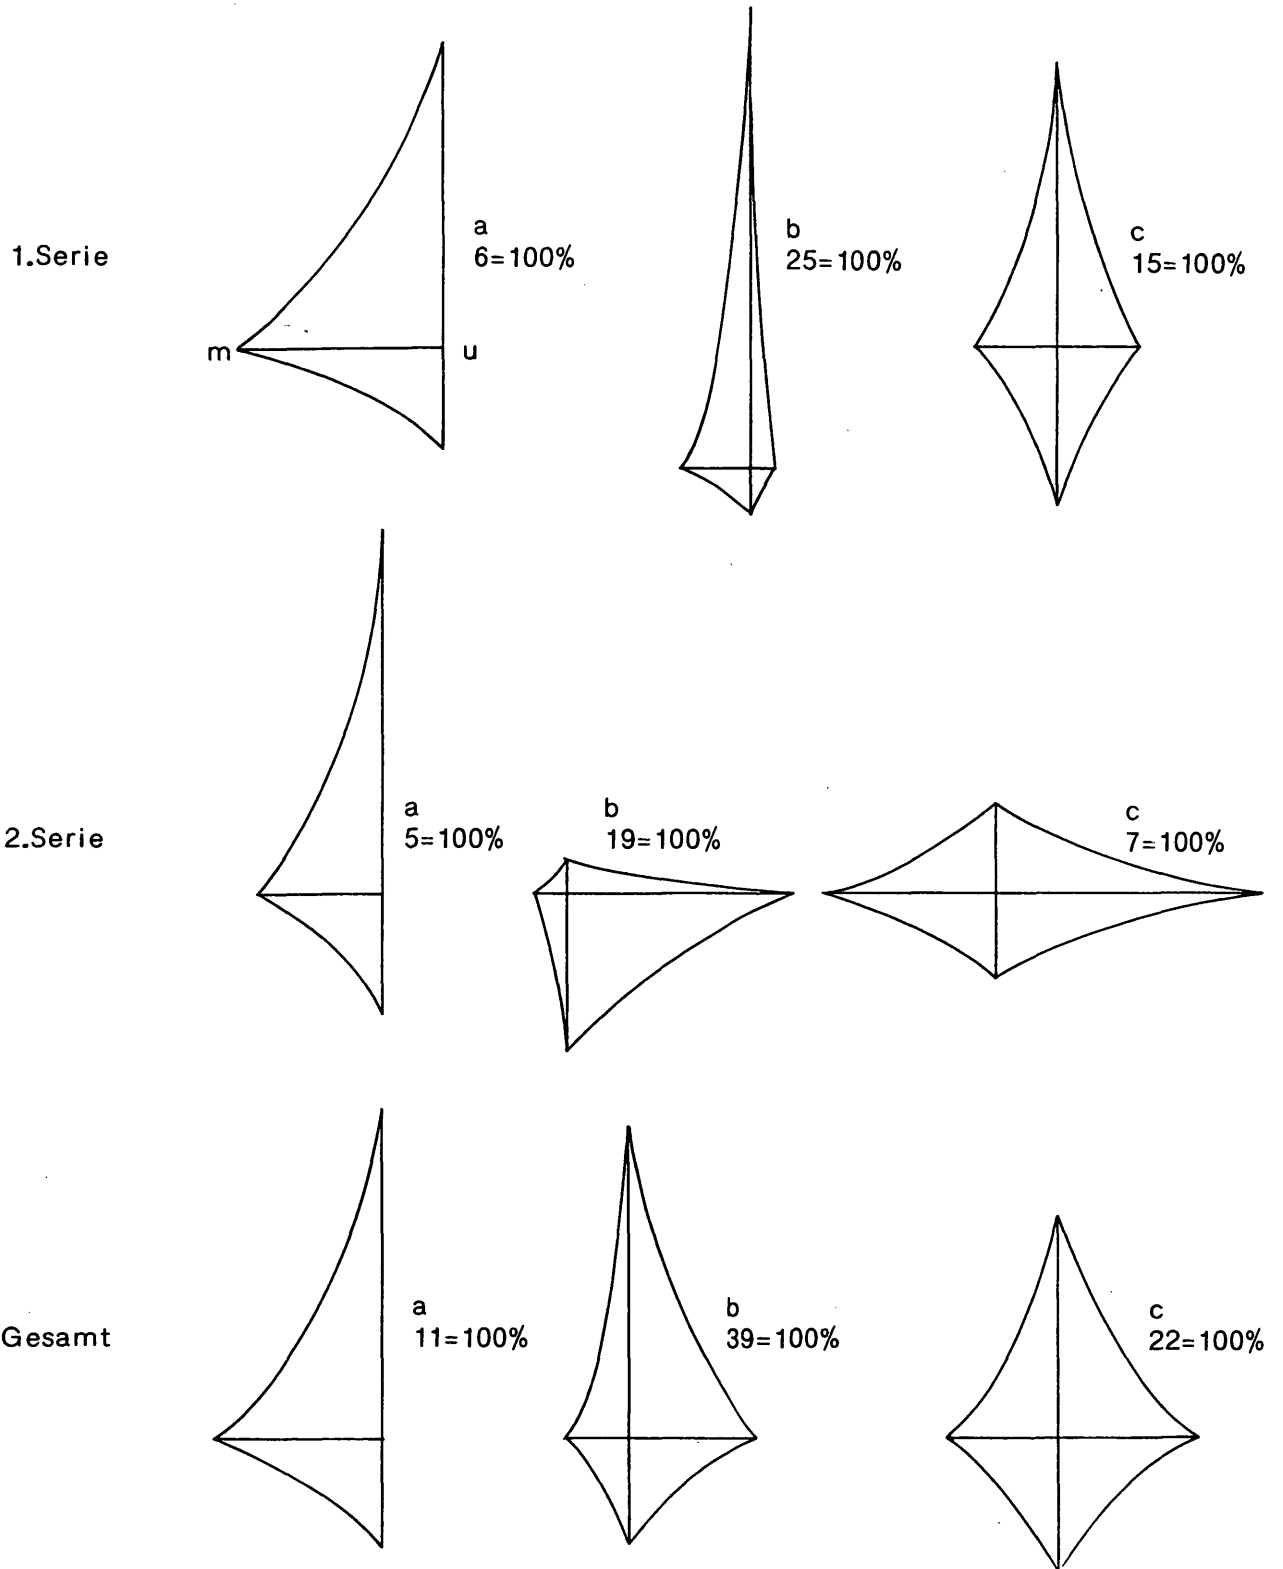 a
6=100%
b
25=100%
c
15=100%
1.Serie
m
u
a
5=100%
b
19=100%
c
7=100%
2.Serie
a
11=100%
b
39=100%
c
22=100%
Gesamt